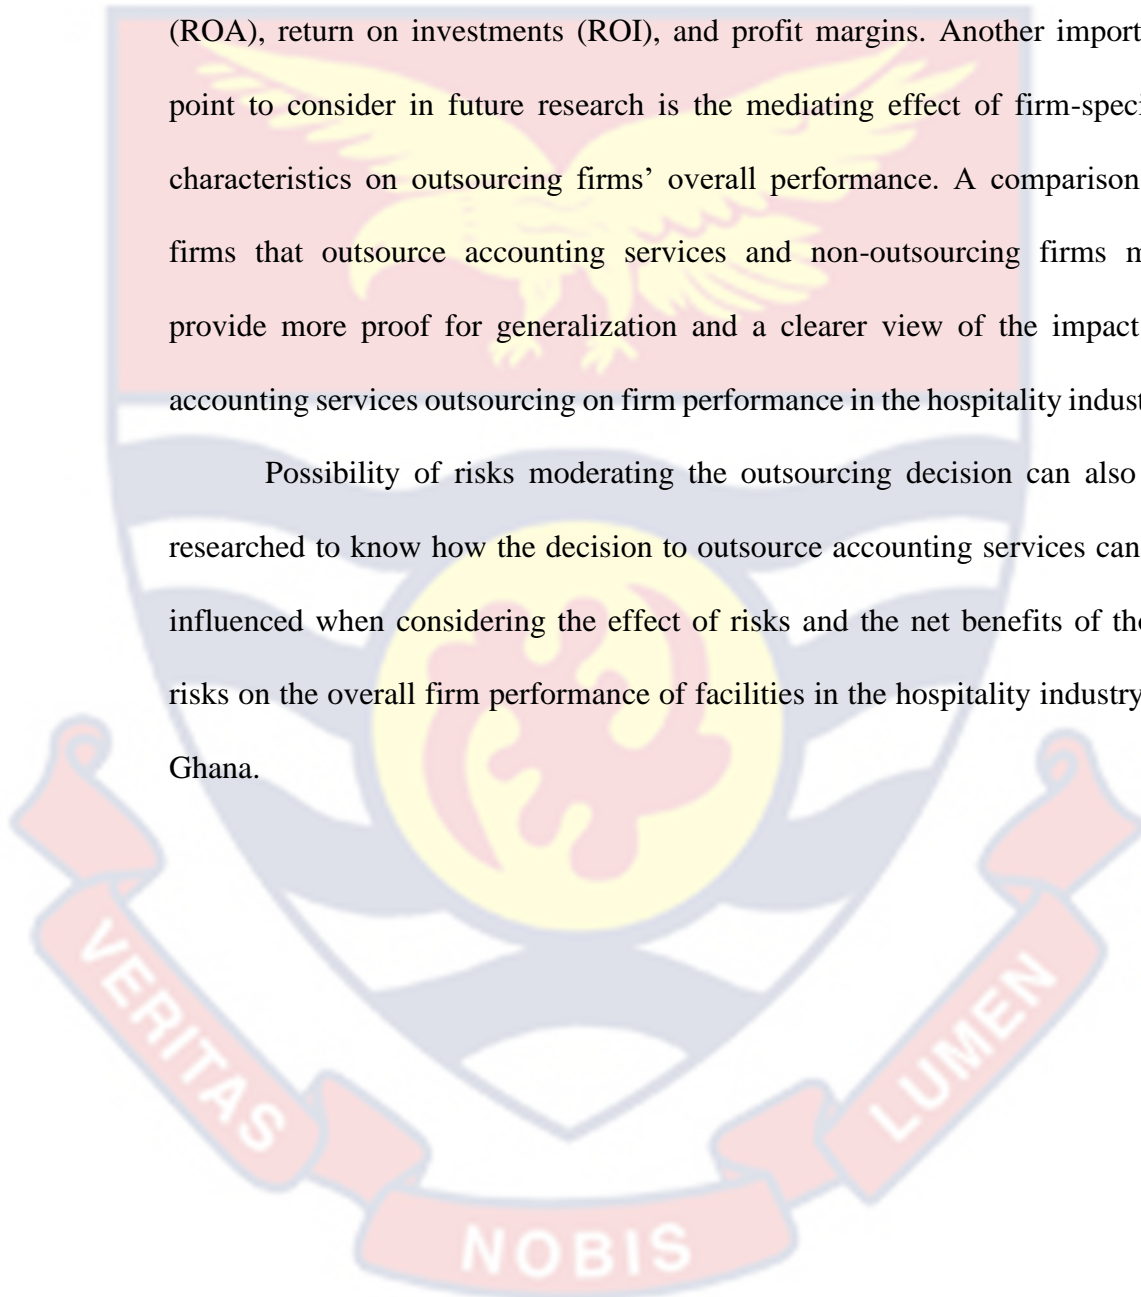 (ROA), return on investments (ROI), and profit margins. Another import
point to consider in future research is the mediating effect of firm-speci
characteristics on outsourcing firms’ overall performance. A comparison
firms that outsource accounting services and non-outsourcing firms m
provide more proof for generalization and a clearer view of the impact
accounting services outsourcing on firm performance in the hospitality indust
Possibility of risks moderating the outsourcing decision can also
researched to know how the decision to outsource accounting services can
influenced when considering the effect of risks and the net benefits of tho
risks on the overall firm performance of facilities in the hospitality industry
Ghana.
VERITAS
NOBIS
LUMEN